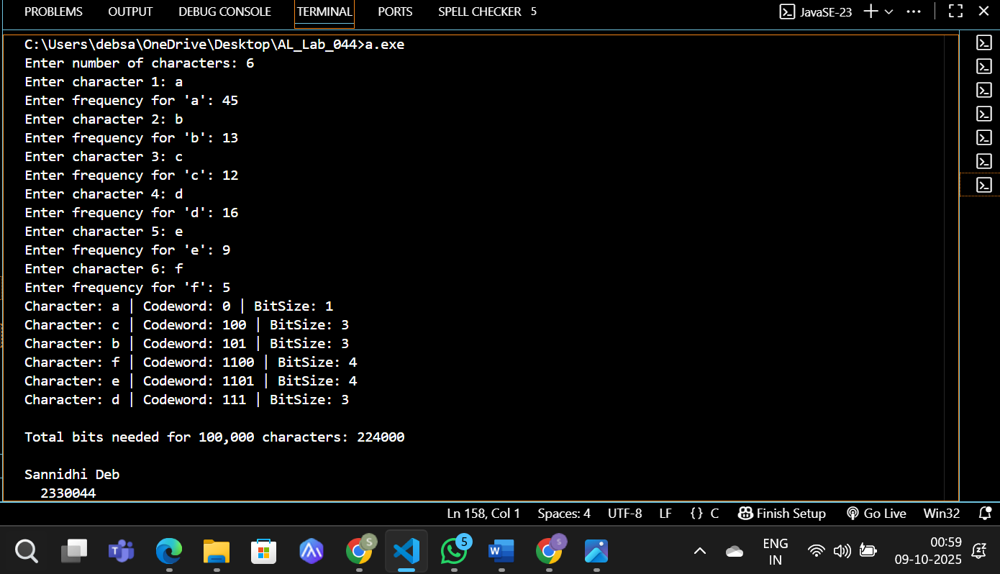 PROBLEMS OUTPUT DEBUG CONSOLE TERMINAL PORTS SPELL CHECKER 5 JavaSE-23
C:\Users\debsa\OneDrive\Desktop\AL_Lab_044>a.exe
Enter number of characters: 6
Enter character 1: a
Enter frequency for 'a': 45
Enter character 2: b
Enter frequency for 'b': 13
Enter character 3: c
Enter frequency for 'c': 12
Enter character 4: d
Enter frequency for 'd': 16
Enter character 5: e
Enter frequency for 'e': 9
Enter character 6: f
Enter frequency for 'f': 5
Character: a | Codeword: 0 | BitSize: 1
Character: c | Codeword: 100 | BitSize: 3
Character: b | Codeword: 101 | BitSize: 3
Character: f | Codeword: 1100 | BitSize: 4
Character: e | Codeword: 1101 | BitSize: 4
Character: d | Codeword: 111 | BitSize: 3
Total bits needed for 100,000 characters: 224000
Sannidhi Deb
2330044
Ln 158, Col 1 Spaces: 4 UTF-8 LF {} C Finish Setup Go Live Win32
S 5 W S ENG 00:59
IN 09-10-2025